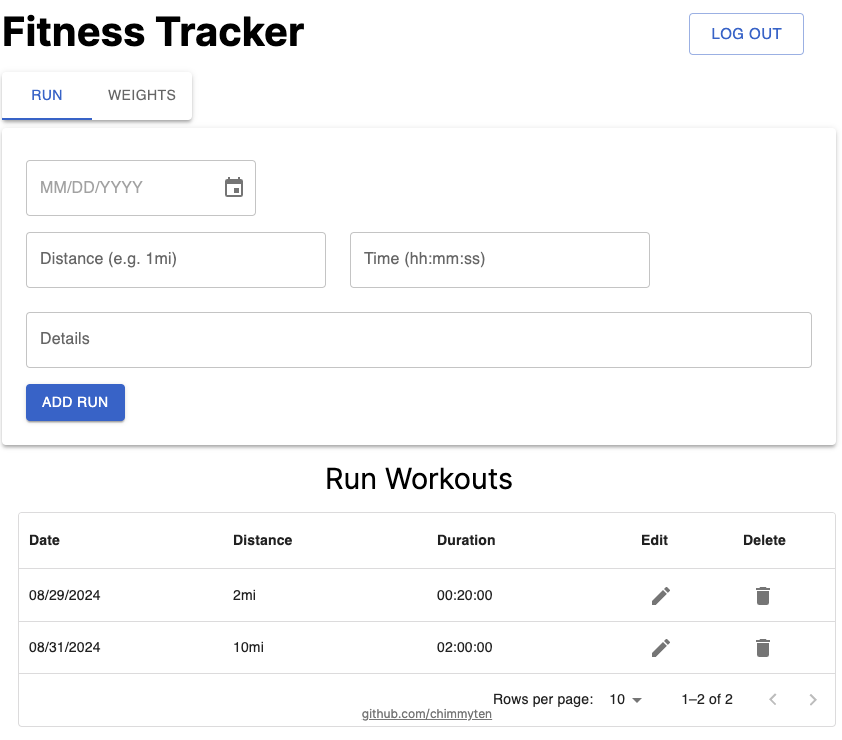 Fitness Tracker
LOG OUT
RUN WEIGHTS
MM/DD/YYYY
Distance (e.g. 1mi) Time (hh:mm:ss)
Details
ADD RUN
Run Workouts
Date Distance Duration Edit Delete
08/29/2024 2mi 00:20:00
08/31/2024 10mi 02:00:00
Rows per page: 10 1–2 of 2
github.com/chimmyten